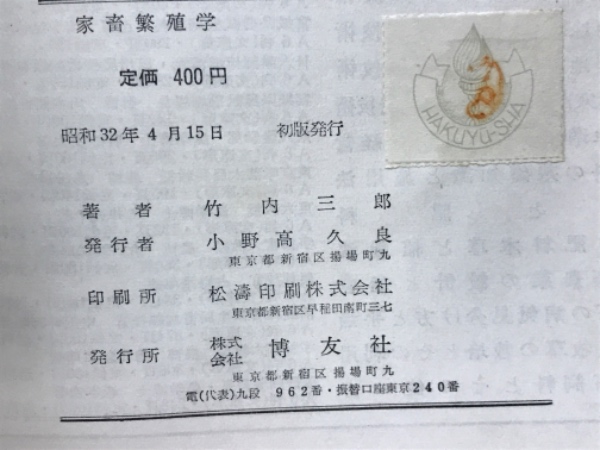 家畜繁殖学
定価 400円
昭和32年4月15日 初版発行
HAKUYU-SHA
著者 竹内三郎
発行者 小野高久良
東京都新宿区揚場町九
印刷所 松濤印刷株式会社
東京都新宿区早稲田南町三七
発行所 株式会社 博友社
東京都新宿区揚場町九
電(代表)九段 962番・振替口座東京240番